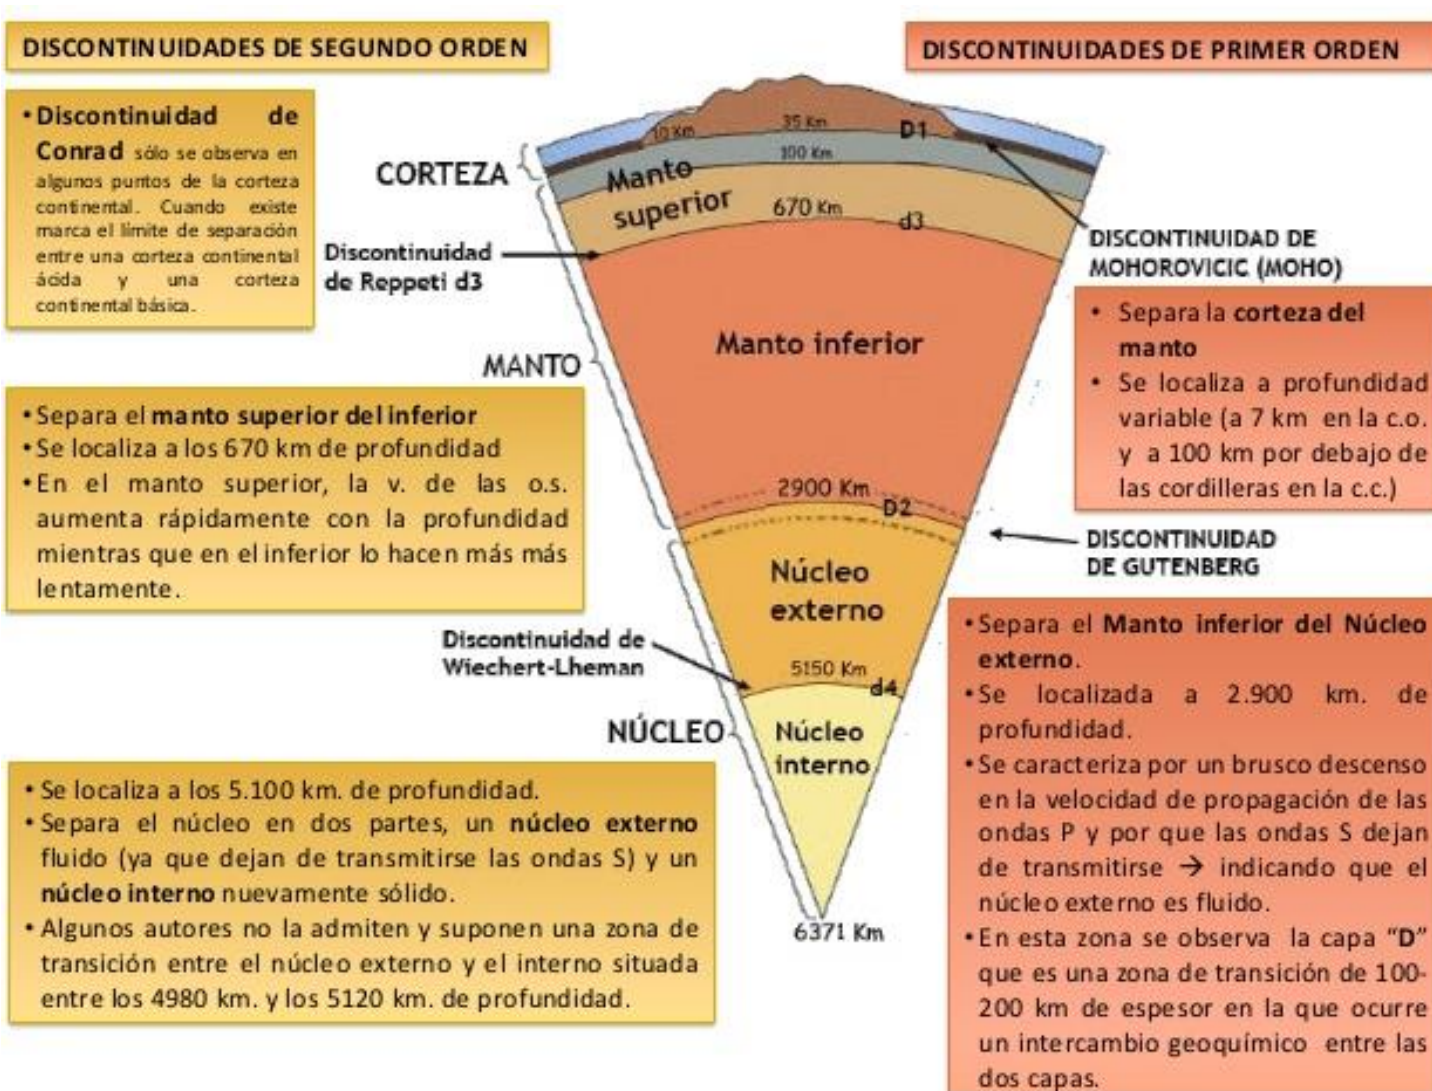 DISCONTINUIDADES DE SEGUNDO ORDEN
DISCONTINUIDADES DE PRIMER ORDEN
• Discontinuidad de
Conrad sólo se observa en
algunos puntos de la corteza
continental. Cuando existe
marca el límite de separación
entre una corteza continental
ácida y una corteza
continental básica.
CORTEZA
10 Km
35 Km
D1
100 Km
Manto
superior
670 Km
d3
Discontinuidad
de Reppeti d3
DISCONTINUIDAD DE
MOHOROVICIC (MOHO)
• Separa la corteza del
manto
• Se localiza a profundidad
variable (a 7 km en la c.o.
y a 100 km por debajo de
las cordilleras en la c.c.)
Manto inferior
MANTO
• Separa el manto superior del inferior
• Se localiza a los 670 km de profundidad
• En el manto superior, la v. de las o.s.
aumenta rápidamente con la profundidad
mientras que en el inferior lo hacen más más
lentamente.
2900 Km
D2
DISCONTINUIDAD
DE GUTENBERG
Núcleo
externo
• Separa el Manto inferior del Núcleo
externo.
• Se localizada a 2.900 km. de
profundidad.
• Se caracteriza por un brusco descenso
en la velocidad de propagación de las
ondas P y por que las ondas S dejan
de transmitirse → indicando que el
núcleo externo es fluido.
• En esta zona se observa la capa "D"
que es una zona de transición de 100-
200 km de espesor en la que ocurre
un intercambio geoquímico entre las
dos capas.
Discontinuidad de
Wiechert-Lheman
5150 Km
d4
NÚCLEO
Núcleo
interno
• Se localiza a los 5.100 km. de profundidad.
• Separa el núcleo en dos partes, un núcleo externo
fluido (ya que dejan de transmitirse las ondas S) y un
núcleo interno nuevamente sólido.
• Algunos autores no la admiten y suponen una zona de
transición entre el núcleo externo y el interno situada
entre los 4980 km. y los 5120 km. de profundidad.
6371 Km